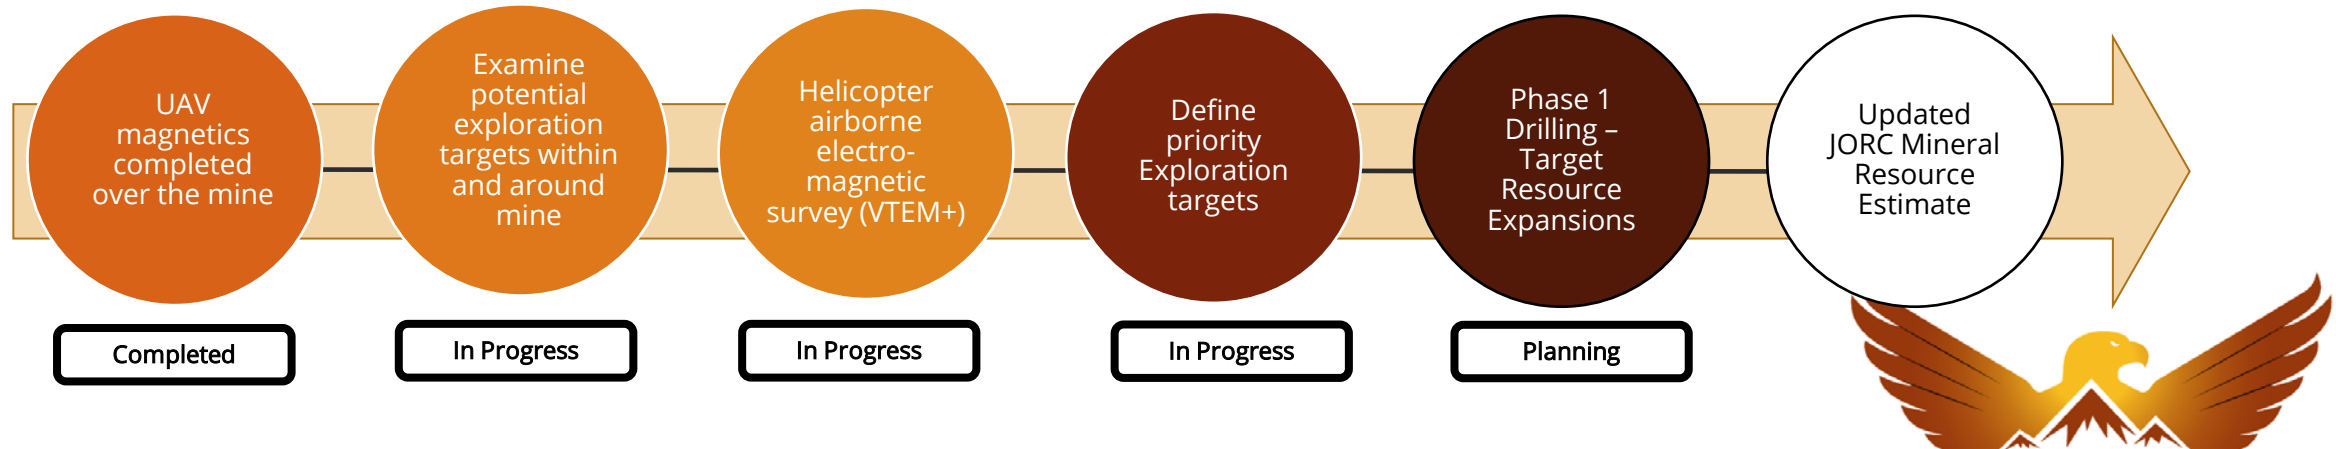 UAV
magnetics
completed
over the mine
Completed
Examine
potential
exploration
targets within
and around
mine
In Progress
Helicopter
airborne
electro-
magnetic
survey (VTEM+)
In Progress
Define
priority
Exploration
targets
In Progress
Phase 1
Drilling –
Target
Resource
Expansions
Planning
Updated
JORC Mineral
Resource
Estimate